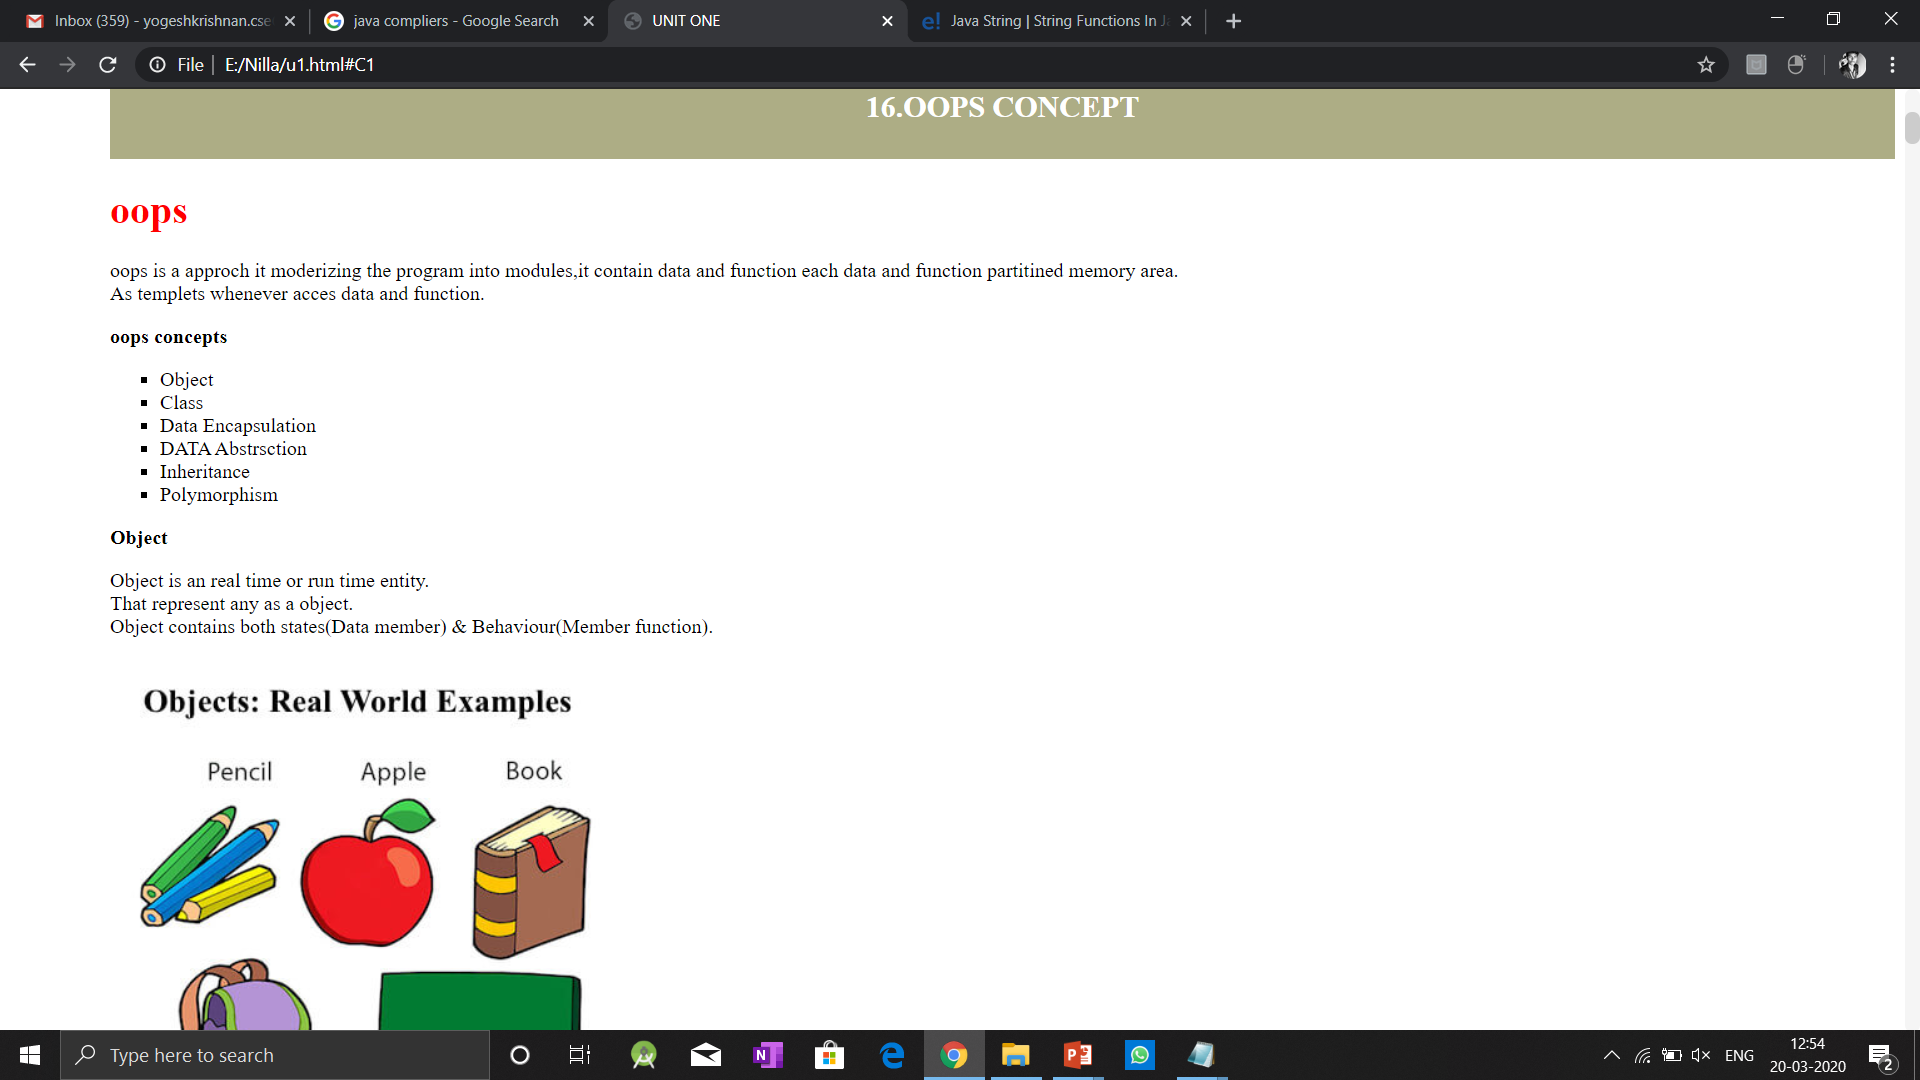 Inbox (359) - yogeshkrishnan.cse
java compliers - Google Search
UNIT ONE
Java String | String Functions In Ja
File
E:/Nilla/u1.html#C1
16.OOPS CONCEPT
oops
oops is a approch it moderizing the program into modules,it contain data and function each data and function partitined memory area.
As templets whenever acces data and function.
oops concepts
Object
Class
Data Encapsulation
DATA Abstrsction
Inheritance
Polymorphism
Object
Object is an real time or run time entity.
That represent any as a object.
Object contains both states(Data member) & Behaviour(Member function).
Objects: Real World Examples
Pencil Apple Book
Type here to search
ENG
12:54
20-03-2020
2